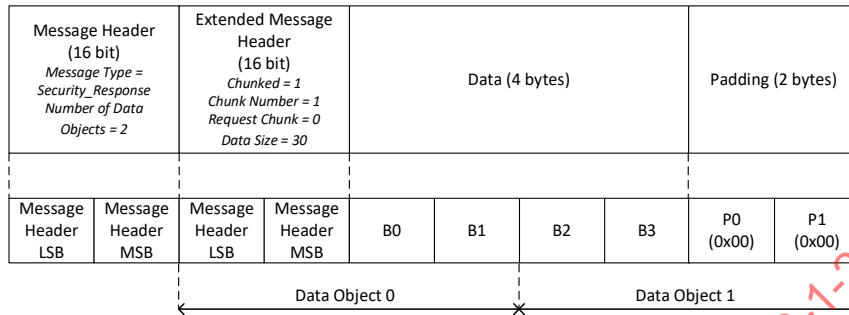 Message Header
(16 bit)
Message Type =
Security_Response
Number of Data
Objects = 2
Extended Message
Header
(16 bit)
Chunked = 1
Chunk Number = 1
Request Chunk = 0
Data Size = 30
Data (4 bytes)
Padding (2 bytes)
Message
Header
LSB
Message
Header
MSB
Message
Header
LSB
Message
Header
MSB
B0
B1
B2
B3
P0
(0x00)
P1
(0x00)
Data Object 0
Data Object 1